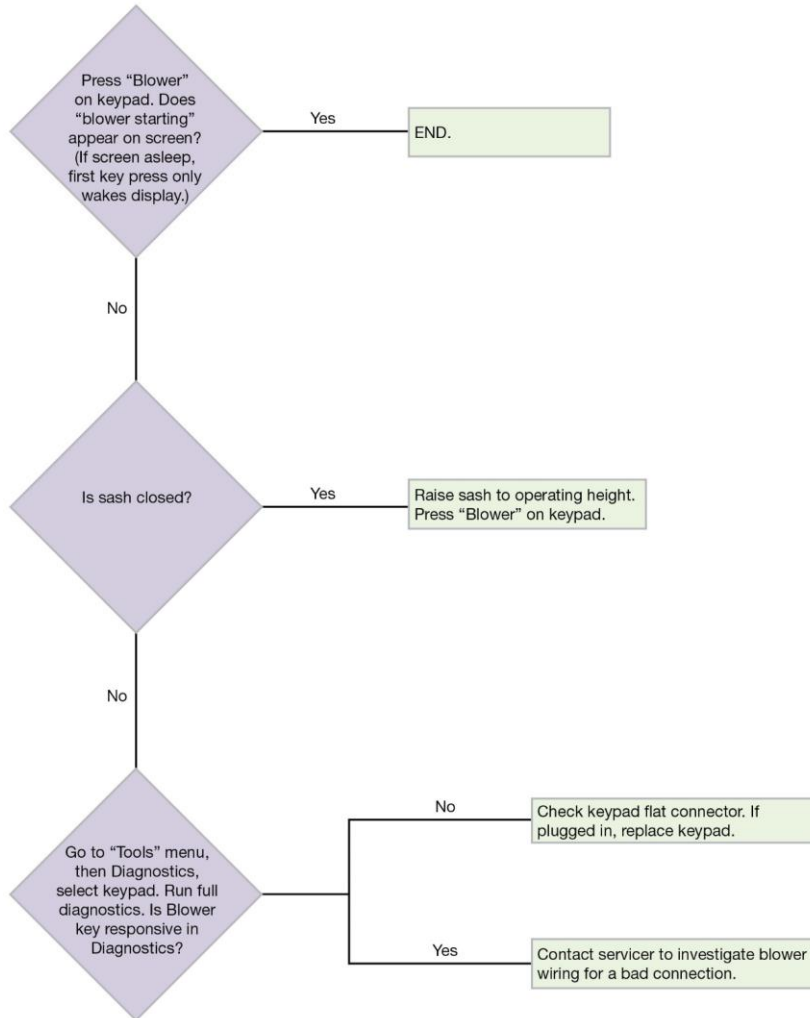 Press “Blower”
on keypad. Does
“blower starting”
appear on screen?
(If screen asleep,
first key press only
wakes display.)
Yes
END.
No
Is sash closed?
Yes
Raise sash to operating height.
Press “Blower” on keypad.
No
Go to “Tools” menu,
then Diagnostics,
select keypad. Run full
diagnostics. Is Blower
key responsive in
Diagnostics?
No
Check keypad flat connector. If
plugged in, replace keypad.
Yes
Contact servicer to investigate blower
wiring for a bad connection.